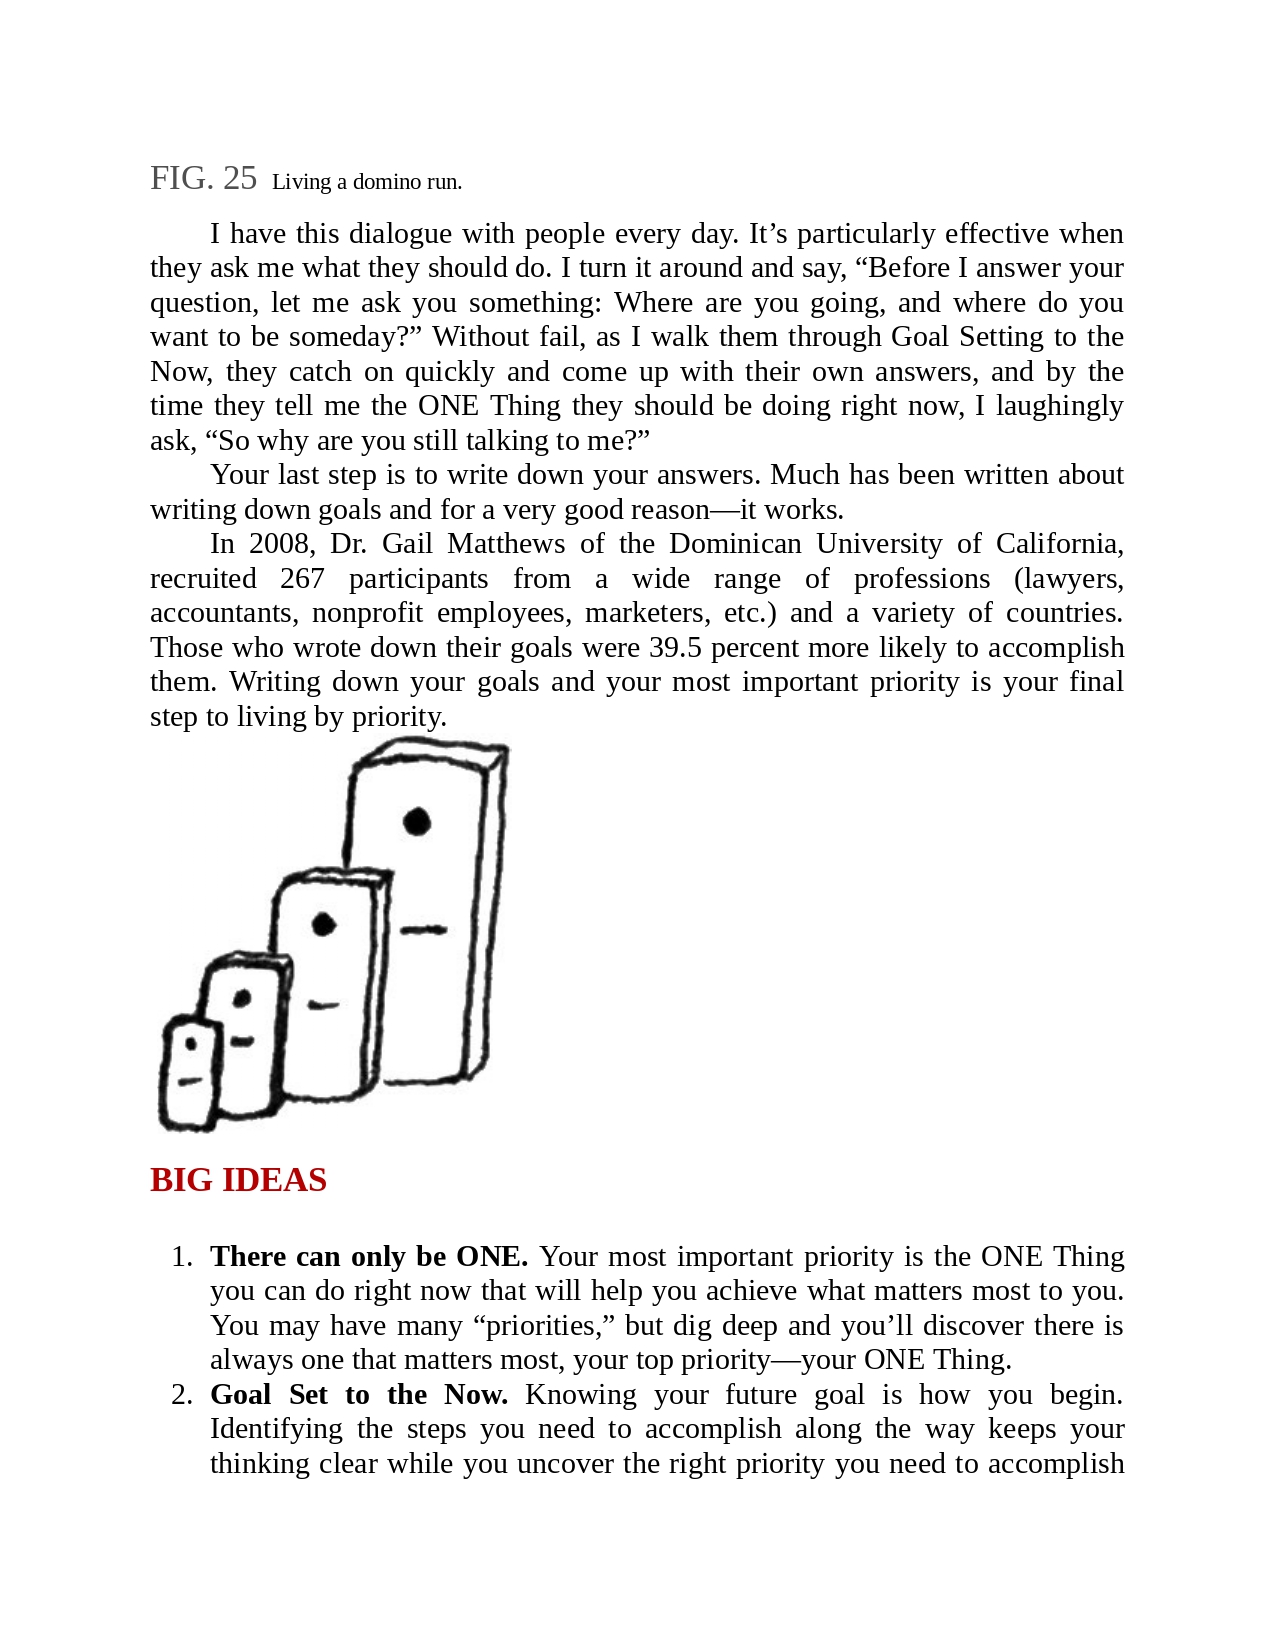 FIG. 25 Living a domino run.
I have this dialogue with people every day. It’s particularly effective when
they ask me what they should do. I turn it around and say, “Before I answer your
question, let me ask you something: Where are you going, and where do you
want to be someday?” Without fail, as I walk them through Goal Setting to the
Now, they catch on quickly and come up with their own answers, and by the
time they tell me the ONE Thing they should be doing right now, I laughingly
ask, “So why are you still talking to me?”
Your last step is to write down your answers. Much has been written about
writing down goals and for a very good reason—it works.
In 2008, Dr. Gail Matthews of the Dominican University of California,
recruited 267 participants from a wide range of professions (lawyers,
accountants, nonprofit employees, marketers, etc.) and a variety of countries.
Those who wrote down their goals were 39.5 percent more likely to accomplish
them. Writing down your goals and your most important priority is your final
step to living by priority.
BIG IDEAS
1. There can only be ONE. Your most important priority is the ONE Thing
you can do right now that will help you achieve what matters most to you.
You may have many “priorities,” but dig deep and you’ll discover there is
always one that matters most, your top priority—your ONE Thing.
2. Goal Set to the Now. Knowing your future goal is how you begin.
Identifying the steps you need to accomplish along the way keeps your
thinking clear while you uncover the right priority you need to accomplish